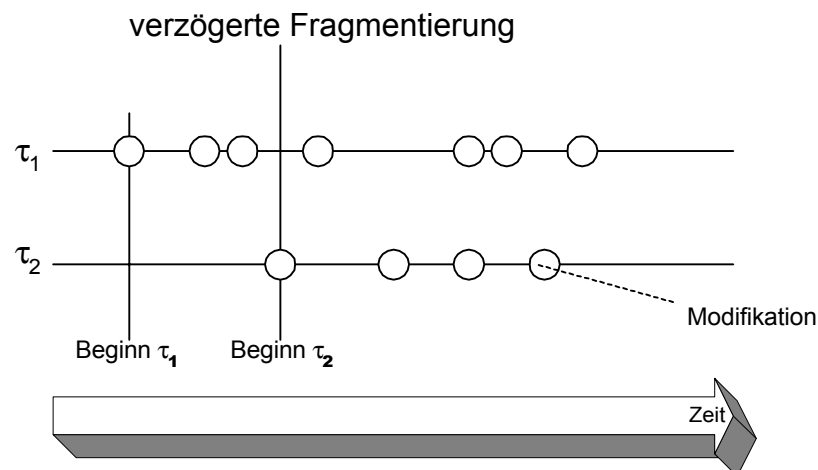 verzögerte Fragmentierung
τ1
τ2
Modifikation
Beginn τ1
Beginn τ2
Zeit